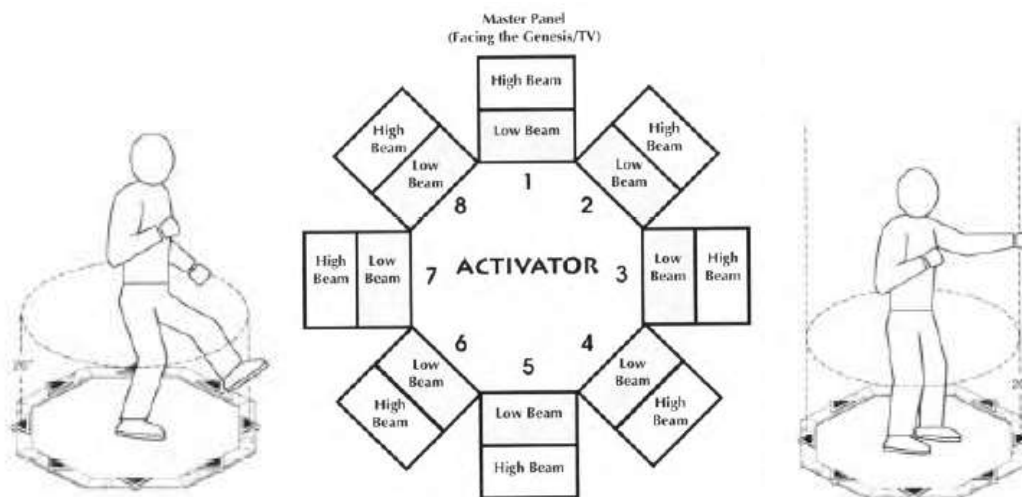 Master Panel
(Facing the Genesis/TV)
High Beam
Low Beam
1
High
Beam
Low
Beam
8
High
Beam
Low
Beam
2
High
Beam
Low
Beam
7
ACTIVATOR
3
Low
Beam
High
Beam
6
Low
Beam
High
Beam
5
Low Beam
High Beam
4
Low
Beam
High
Beam